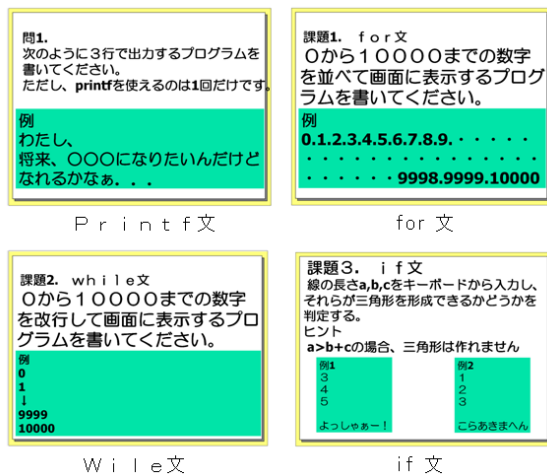 問1.
次のように３行で出力するプログラムを
書いてください。
ただし、printfを使えるのは1回だけです。
例
わたし、
将来、〇〇〇になりたいんだけど
なれるかなぁ．．．
Ｐｒｉｎｔｆ文
課題1.　ｆｏｒ文
０から１００００までの数字
を並べて画面に表示するプログ
ラムを書いてください。
例
0.1.2.3.4.5.6.7.8.9.・・・・・
・・・・・・・・・・・・・・・
・・・・・・9998.9999.10000
for 文
課題2.　ｗｈｉｌｅ文
０から１００００までの数字
を改行して画面に表示するプロ
グラムを書いてください。
例
0
1
↓
9999
10000
Ｗｉｌｅ文
課題３．ｉｆ文
線の長さa,b,cをキーボードから入力し、
それらが三角形を形成できるかどうかを
判定する。
ヒント
a>b+cの場合、三角形は作れません
例1
３
４
５
よっしゃぁー！
例2
１
２
３
こらあきまへん
if 文